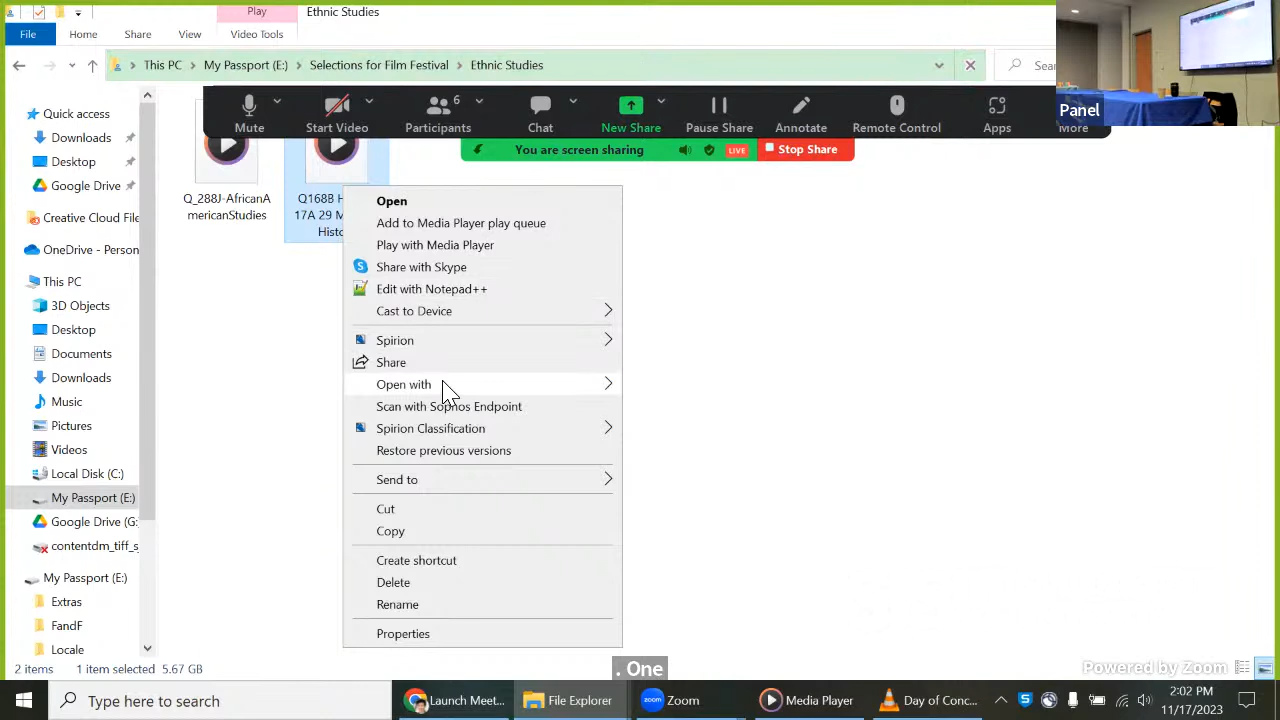 Play
Ethnic Studies
File
Home
Share
View
Video Tools
This PC
My Passport (E:)
Selections for Film Festival
Ethnic Studies
Panel
6
Mute
Start Video
Participants
Chat
New Share
Pause Share
Annotate
Remote Control
Apps
More
You are screen sharing
LIVE
Stop Share
Quick access
Downloads
Desktop
Google Drive
Creative Cloud File
OneDrive - Person
This PC
3D Objects
Desktop
Documents
Downloads
Music
Pictures
Videos
Local Disk (C:)
My Passport (E:)
Google Drive (G:
contentdm_tiff_s
My Passport (E:)
Extras
FandF
Locale
Q_288J-AfricanA
mericanStudies
Q168B H
17A 29 M
Histo
Open
Add to Media Player play queue
Play with Media Player
Share with Skype
Edit with Notepad++
Cast to Device
Spirion
Share
Open with
Scan with Sophos Endpoint
Spirion Classification
Restore previous versions
Send to
Cut
Copy
Create shortcut
Delete
Rename
Properties
2 items
1 item selected 5.67 GB
. One
Powered by Zoom
Type here to search
Launch Meet...
File Explorer
zoom
Zoom
Media Player
Day of Conc...
2:02 PM
11/17/2023